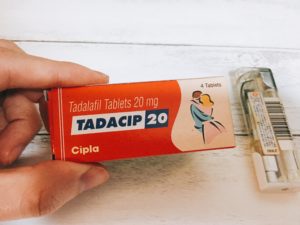 4 Tablets
Tadalafil Tablets 20 mg
TADACIP 20
Cipla